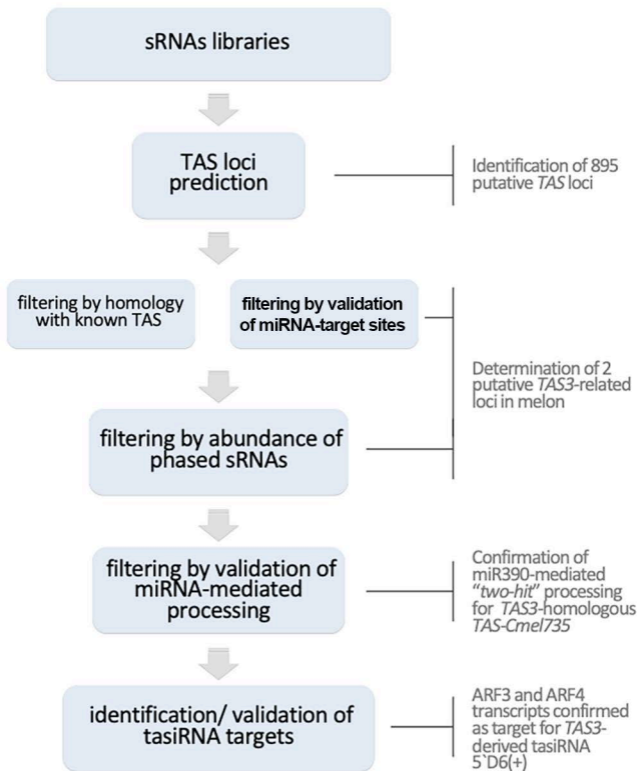 sRNAs libraries
TAS loci
prediction
Identification of 895
putative TAS loci
filtering by homology
with known TAS
filtering by validation
of miRNA-target sites
Determination of 2
putative TAS3-related
loci in melon
filtering by abundance of
phased sRNAs
filtering by validation of
miRNA-mediated
processing
Confirmation of
miR390-mediated
“two-hit” processing
for TAS3-homologous
TAS-Cmel735
identification/ validation of
tasiRNA targets
ARF3 and ARF4
transcripts confirmed
as target for TAS3-
derived tasiRNA
5`D6(+)